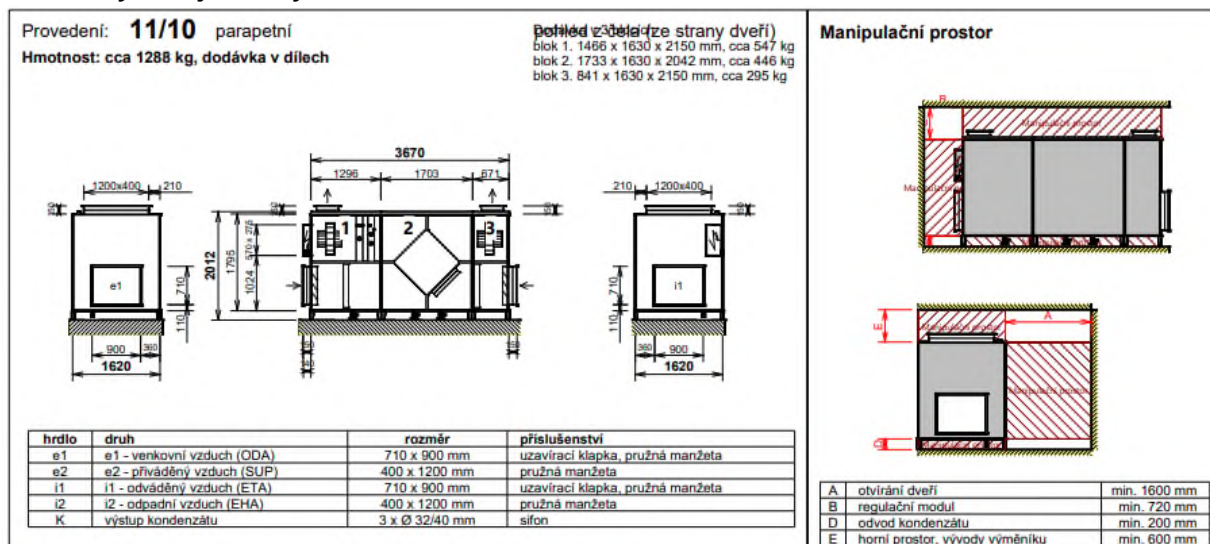 Provedení: 11/10 parapetní
Hmotnost: cca 1288 kg, dodávka v dílech
pohled z čela (ze strany dveří)
blok 1. 1466 x 1630 x 2150 mm, cca 547 kg
blok 2. 1733 x 1630 x 2042 mm, cca 446 kg
blok 3. 841 x 1630 x 2150 mm, cca 295 kg
1200x400 210
e1
710
110
900 360
1620
3670
1296 1703 671
1 2 3
2012
1795
1024
210 1200x400
i1
710
110
360 900
1620
hrdlo druh rozměr příslušenství
e1 e1 - venkovní vzduch (ODA) 710 x 900 mm uzavírací klapka, pružná manžeta
e2 e2 - přiváděný vzduch (SUP) 400 x 1200 mm pružná manžeta
i1 i1 - odváděný vzduch (ETA) 710 x 900 mm uzavírací klapka, pružná manžeta
i2 i2 - odpadní vzduch (EHA) 400 x 1200 mm pružná manžeta
K výstup kondenzátu 3 x Ø 32/40 mm sifon
Manipulační prostor
B
Manipulační prostor
E
A
Manipulační prostor
Manipulační prostor
D
A otvírání dveří min. 1600 mm
B regulační modul min. 720 mm
D odvod kondenzátu min. 200 mm
E horní prostor, vývody výměníku min. 600 mm